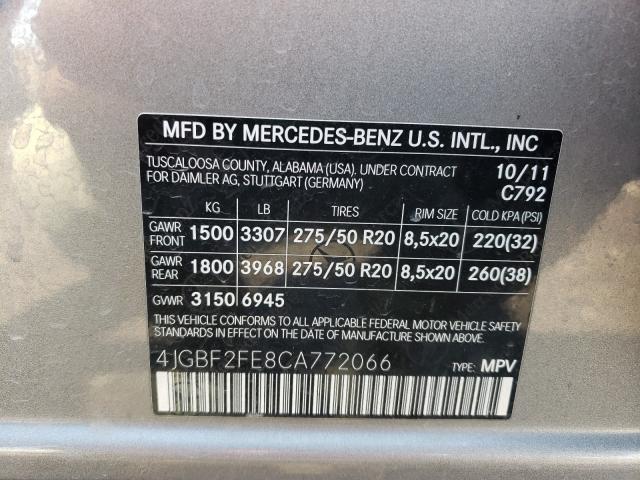 MFD BY MERCEDES-BENZ U.S. INTL., INC
TUSCALOOSA COUNTY, ALABAMA (USA). UNDER CONTRACT 10/11
FOR DAIMLER AG, STUTTGART (GERMANY) C792
KG LB TIRES RIM SIZE COLD KPA (PSI)
GAWR FRONT 1500 3307 275/50 R20 8,5x20 220(32)
GAWR REAR 1800 3968 275/50 R20 8,5x20 260(38)
GVWR 3150 6945
THIS VEHICLE CONFORMS TO ALL APPLICABLE FEDERAL MOTOR VEHICLE SAFETY
STANDARDS IN EFFECT ON THE DATE OF MANUFACTURE SHOWN ABOVE
4JGBF2FE8CA772066 TYPE: MPV